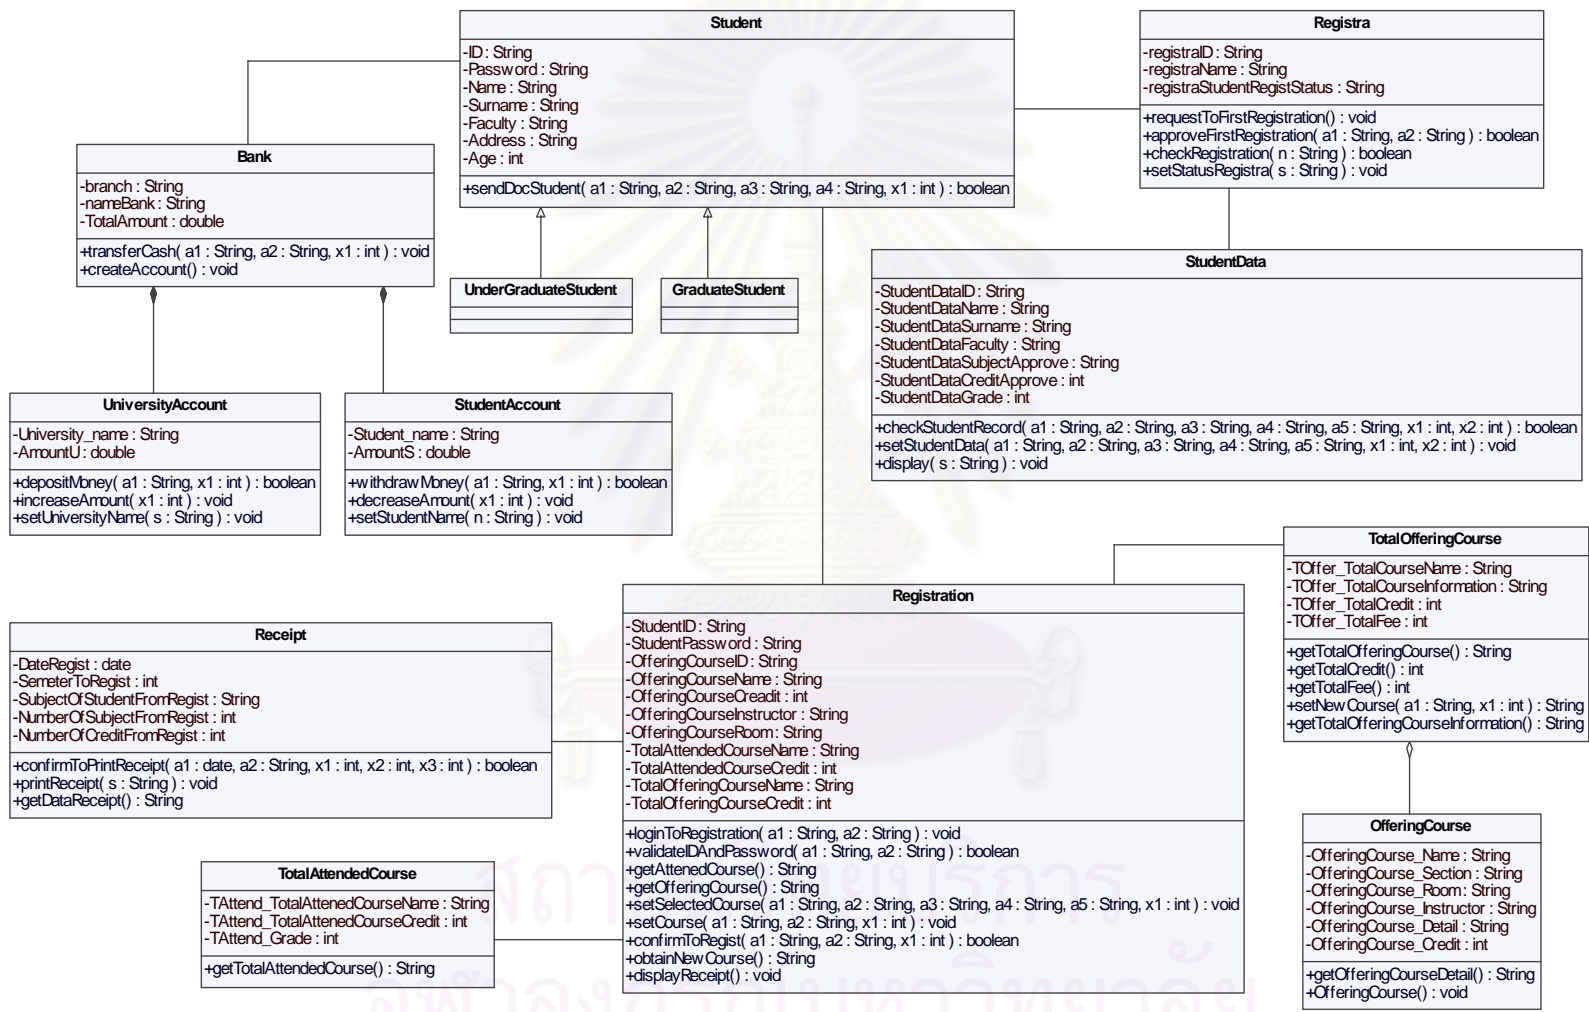 Student
-ID : String
-Password : String
-Name : String
-Surname : String
-Faculty : String
-Address : String
-Age : int
+sendDocStudent( a1 : String, a2 : String, a3 : String, a4 : String, x1 : int ) : boolean
Registra
-registraID : String
-registraName : String
-registraStudentRegistStatus : String
+requestToFirstRegistration() : void
+approveFirstRegistration( a1 : String, a2 : String ) : boolean
+checkRegistration( n : String ) : boolean
+setStatusRegistra( s : String ) : void
Bank
-branch : String
-nameBank : String
-TotalAmount : double
+transferCash( a1 : String, a2 : String, x1 : int ) : void
+createAccount() : void
UnderGraduateStudent
GraduateStudent
StudentData
-StudentDataID : String
-StudentDataName : String
-StudentDataSurname : String
-StudentDataFaculty : String
-StudentDataSubjectApprove : String
-StudentDataCreditApprove : int
-StudentDataGrade : int
+checkStudentRecord( a1 : String, a2 : String, a3 : String, a4 : String, a5 : String, x1 : int, x2 : int ) : boolean
+setStudentData( a1 : String, a2 : String, a3 : String, a4 : String, a5 : String, x1 : int, x2 : int ) : void
+display( s : String ) : void
UniversityAccount
-University_name : String
-AmountU : double
+depositMoney( a1 : String, x1 : int ) : boolean
+increaseAmount( x1 : int ) : void
+setUniversityName( s : String ) : void
StudentAccount
-Student_name : String
-AmountS : double
+withdrawMoney( a1 : String, x1 : int ) : boolean
+decreaseAmount( x1 : int ) : void
+setStudentName( n : String ) : void
TotalOfferingCourse
-TOffer_TotalCourseName : String
-TOffer_TotalCourseInformation : String
-TOffer_TotalCredit : int
-TOffer_TotalFee : int
+getTotalOfferingCourse() : String
+getTotalCredit() : int
+getTotalFee() : int
+setNewCourse( a1 : String, x1 : int ) : String
+getTotalOfferingCourseInformation() : String
Registration
-StudentID : String
-StudentPassword : String
-OfferingCourseID : String
-OfferingCourseName : String
-OfferingCourseCreadit : int
-OfferingCourseInstructor : String
-OfferingCourseRoom : String
-TotalAttendedCourseName : String
-TotalAttendedCourseCredit : int
-TotalOfferingCourseName : String
-TotalOfferingCourseCredit : int
+loginToRegistration( a1 : String, a2 : String ) : void
+validateIDAndPassword( a1 : String, a2 : String ) : boolean
+getAttenedCourse() : String
+getOfferingCourse() : String
+setSelectedCourse( a1 : String, a2 : String, a3 : String, a4 : String, a5 : String, x1 : int ) : void
+setCourse( a1 : String, a2 : String, x1 : int ) : void
+confirmToRegist( a1 : String, a2 : String, x1 : int ) : boolean
+obtainNewCourse() : String
+displayReceipt() : void
Receipt
-DateRegist : date
-SemeterToRegist : int
-SubjectOfStudentFromRegist : String
-NumberOfSubjectFromRegist : int
-NumberOfCreditFromRegist : int
+confirmToPrintReceipt( a1 : date, a2 : String, x1 : int, x2 : int, x3 : int ) : boolean
+printReceipt( s : String ) : void
+getDataReceipt() : String
TotalAttendedCourse
-TAttend_TotalAttenedCourseName : String
-TAttend_TotalAttenedCourseCredit : int
-TAttend_Grade : int
+getTotalAttendedCourse() : String
OfferingCourse
-OfferingCourse_Name : String
-OfferingCourse_Section : String
-OfferingCourse_Room : String
-OfferingCourse_Instructor : String
-OfferingCourse_Detail : String
-OfferingCourse_Credit : int
+getOfferingCourseDetail() : String
+OfferingCourse() : void